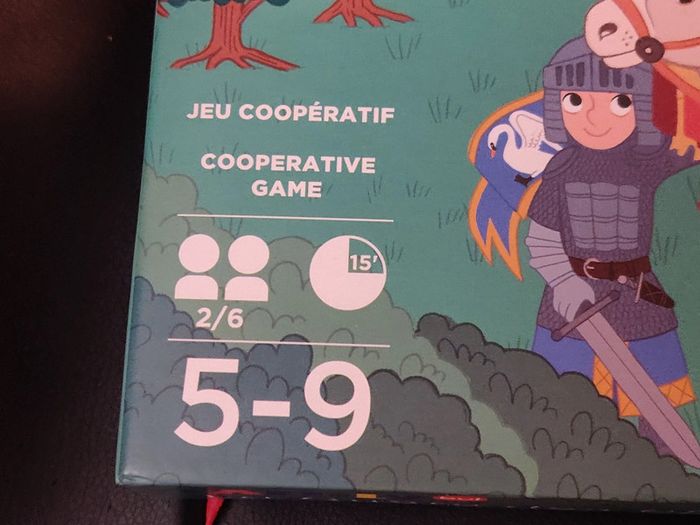 JEU COOPÉRATIF
COOPERATIVE
GAME
15'
2/6
5-9